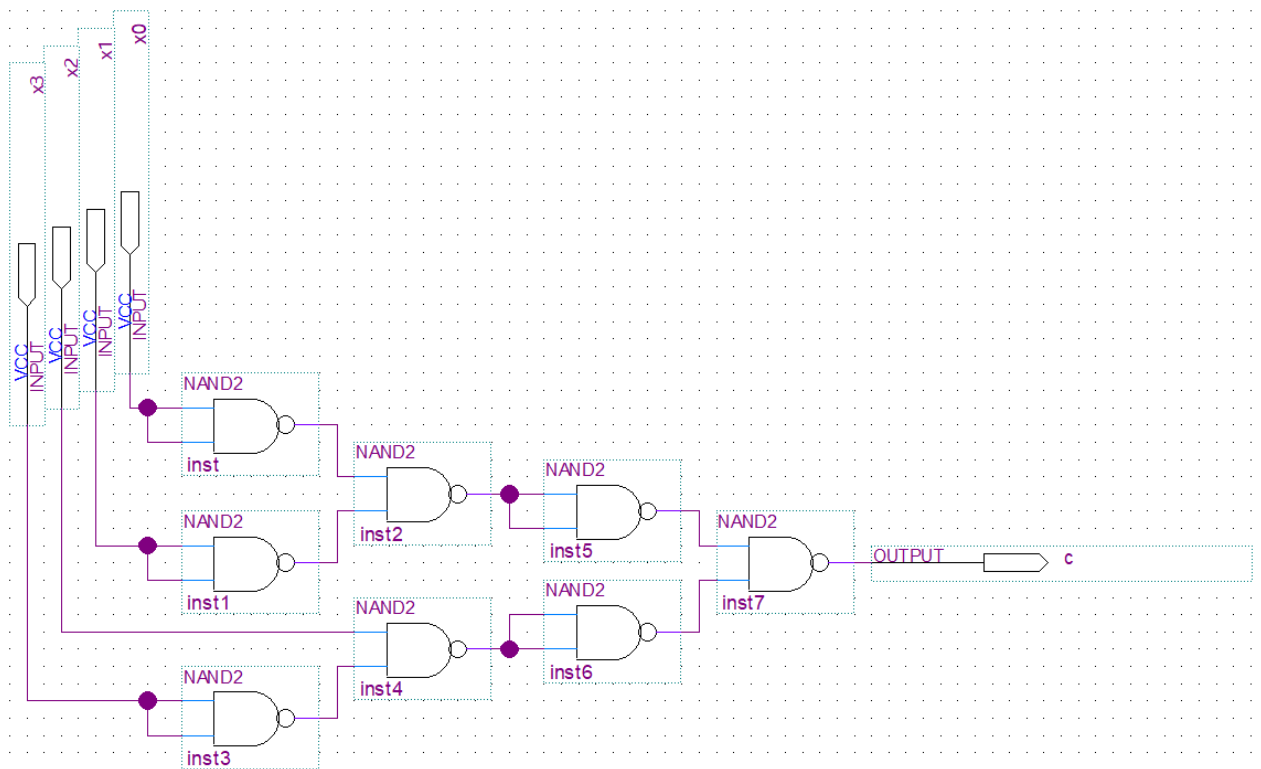 x3
x2
x1
x0
VCC
INPUT
VCC
INPUT
VCC
INPUT
VCC
INPUT
NAND2
inst
NAND2
inst2
NAND2
inst5
NAND2
inst1
NAND2
inst7
OUTPUT
c
NAND2
inst4
NAND2
inst6
NAND2
inst3